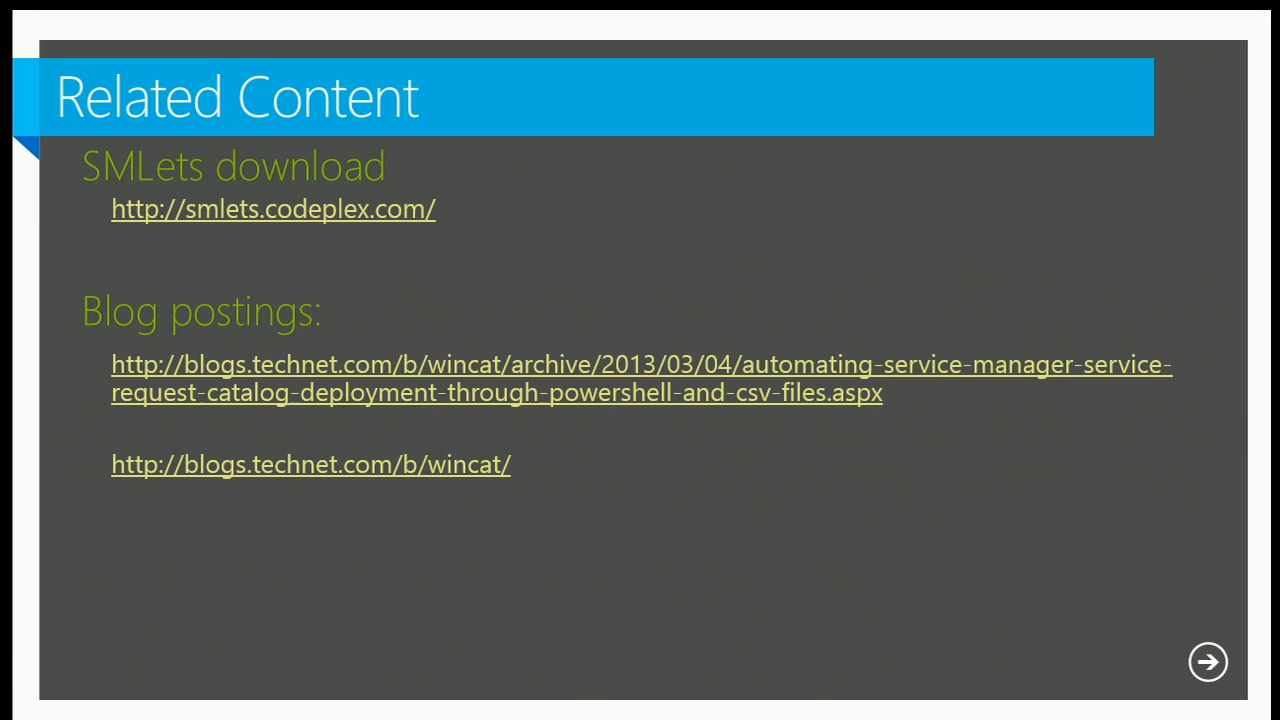 Related Content
SMLets download
http://smlets.codeplex.com/
Blog postings:
http://blogs.technet.com/b/wincat/archive/2013/03/04/automating-service-manager-service-
request-catalog-deployment-through-powershell-and-csv-files.aspx
http://blogs.technet.com/b/wincat/